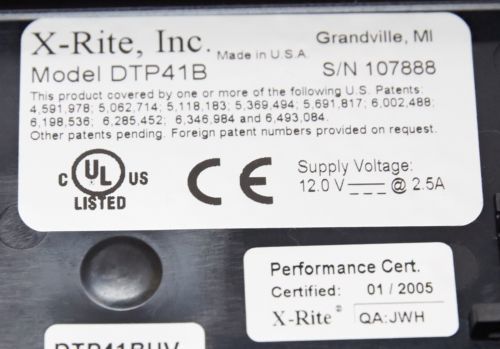 X-Rite, Inc. Made in U.S.A. Grandville, MI
Model DTP41B S/N 107888
This product covered by one or more of the following U.S. Patents:
4,591,978; 5,062,714; 5,118,183; 5,369,494; 5,691,817; 6,002,488;
6,198,536; 6,285,452; 6,346,984 and 6,493,084.
Other patents pending. Foreign patent numbers provided on request.
C UL ® US
LISTED
CE
Supply Voltage:
12.0 V @ 2.5A
Performance Cert.
Certified: 01 / 2005
X-Rite® QA:JWH
DTP41BUV